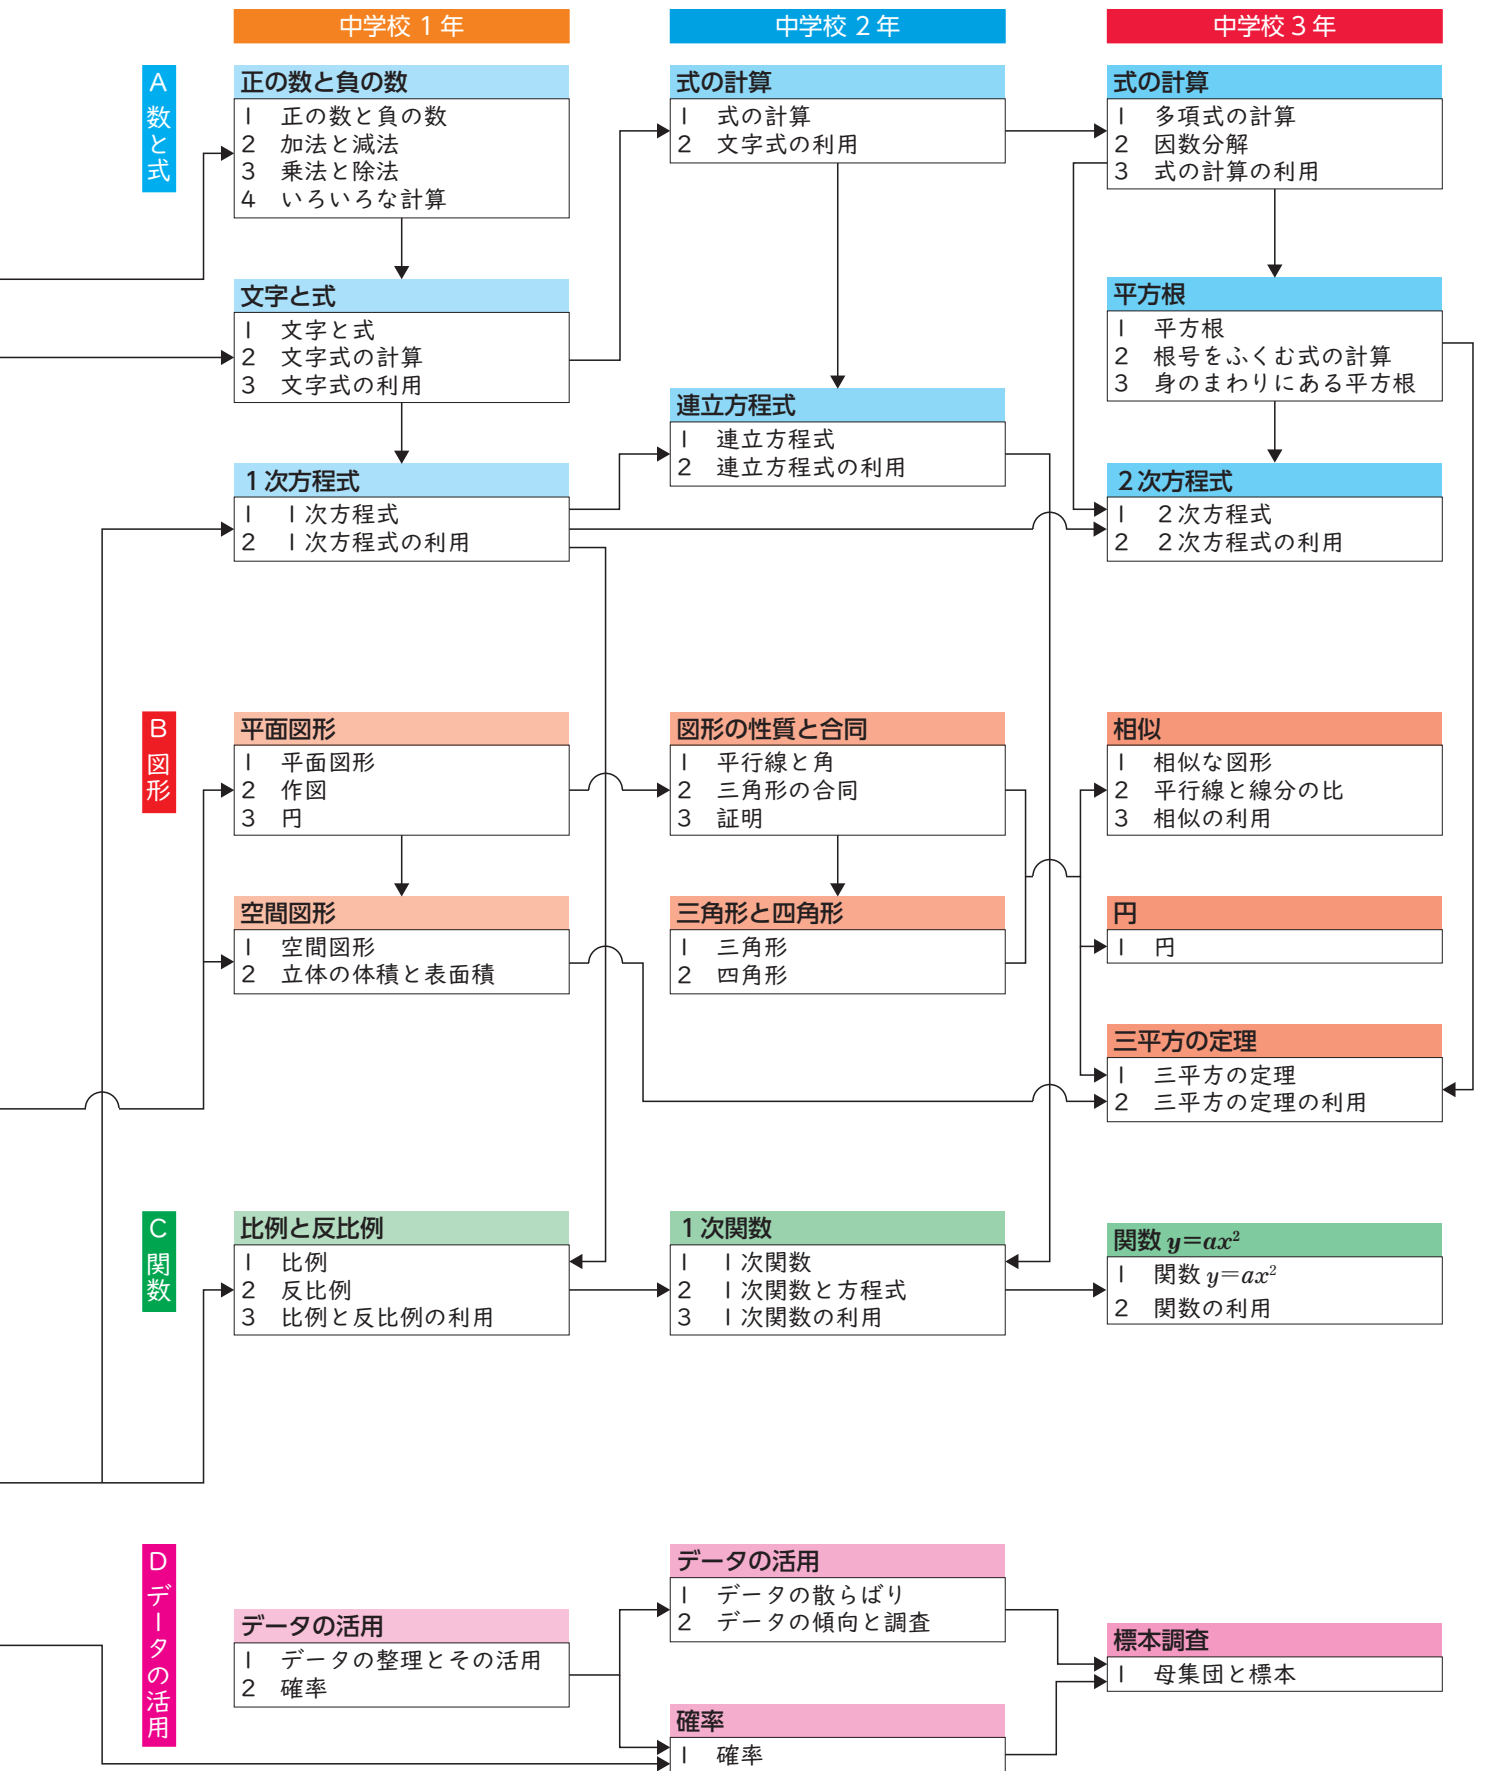 中学校 1 年
中学校 2 年
中学校 3 年
A 数と式
正の数と負の数
1 正の数と負の数
2 加法と減法
3 乗法と除法
4 いろいろな計算
文字と式
1 文字と式
2 文字式の計算
3 文字式の利用
1次方程式
1 1次方程式
2 1次方程式の利用
式の計算
1 式の計算
2 文字式の利用
連立方程式
1 連立方程式
2 連立方程式の利用
式の計算
1 多項式の計算
2 因数分解
3 式の計算の利用
平方根
1 平方根
2 根号をふくむ式の計算
3 身のまわりにある平方根
2次方程式
1 2次方程式
2 2次方程式の利用
B 図形
平面図形
1 平面図形
2 作図
3 円
空間図形
1 空間図形
2 立体の体積と表面積
図形の性質と合同
1 平行線と角
2 三角形の合同
3 証明
三角形と四角形
1 三角形
2 四角形
相似
1 相似な図形
2 平行線と線分の比
3 相似の利用
円
1 円
三平方の定理
1 三平方の定理
2 三平方の定理の利用
C 関数
比例と反比例
1 比例
2 反比例
3 比例と反比例の利用
1次関数
1 1次関数
2 1次関数と方程式
3 1次関数の利用
関数 y=ax²
1 関数 y=ax²
2 関数の利用
D データの活用
データの活用
1 データの整理とその活用
2 確率
データの活用
1 データの散らばり
2 データの傾向と調査
確率
1 確率
標本調査
1 母集団と標本